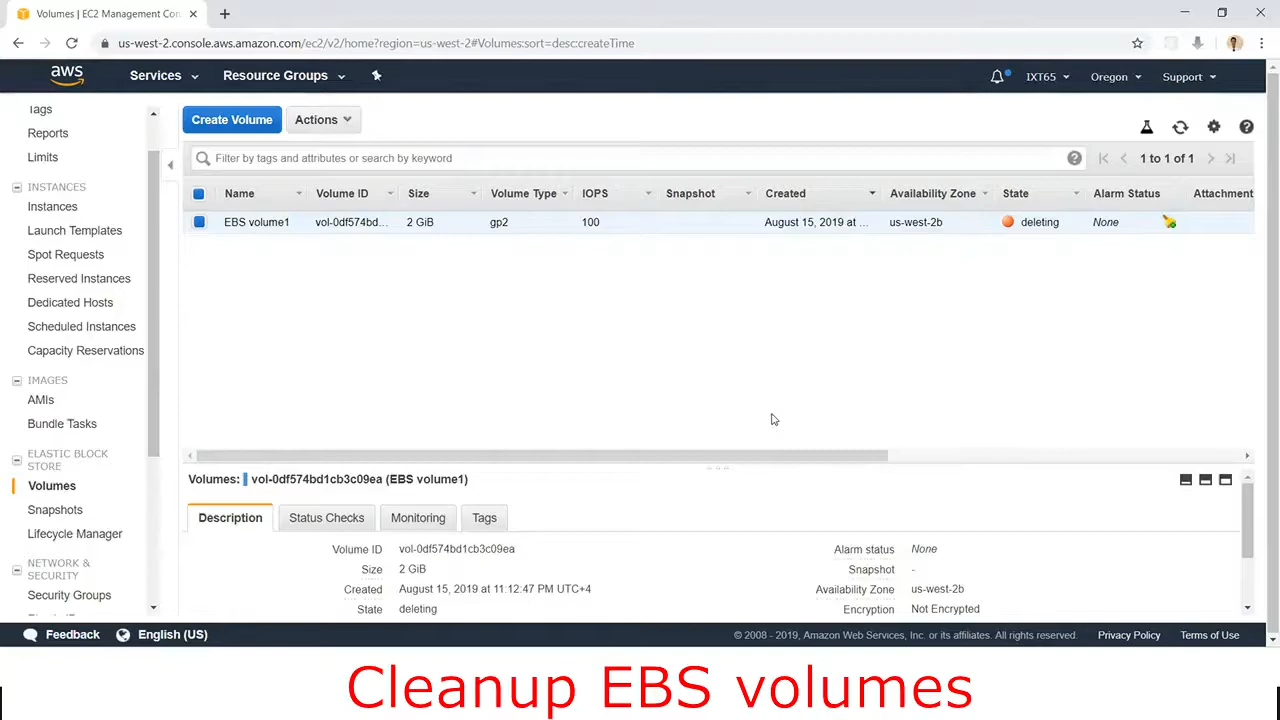 Volumes | EC2 Management Con
us-west-2.console.aws.amazon.com/ec2/v2/home?region=us-west-2#Volumes:sort=desc:createTime
aws Services Resource Groups IXT65 Oregon Support
Tags
Reports
Limits
INSTANCES
Instances
Launch Templates
Spot Requests
Reserved Instances
Dedicated Hosts
Scheduled Instances
Capacity Reservations
IMAGES
AMIs
Bundle Tasks
ELASTIC BLOCK
STORE
Volumes
Snapshots
Lifecycle Manager
NETWORK &
SECURITY
Security Groups
Create Volume Actions
Filter by tags and attributes or search by keyword 1 to 1 of 1
Name Volume ID Size Volume Type IOPS Snapshot Created Availability Zone State Alarm Status Attachment
EBS volume1 vol-0df574bd... 2 GiB gp2 100 August 15, 2019 at ... us-west-2b deleting None
Volumes: vol-0df574bd1cb3c09ea (EBS volume1)
Description Status Checks Monitoring Tags
Volume ID vol-0df574bd1cb3c09ea Alarm status None
Size 2 GiB Snapshot -
Created August 15, 2019 at 11:12:47 PM UTC+4 Availability Zone us-west-2b
State deleting Encryption Not Encrypted
Feedback English (US) © 2008 - 2019, Amazon Web Services, Inc. or its affiliates. All rights reserved. Privacy Policy Terms of Use
Cleanup EBS volumes